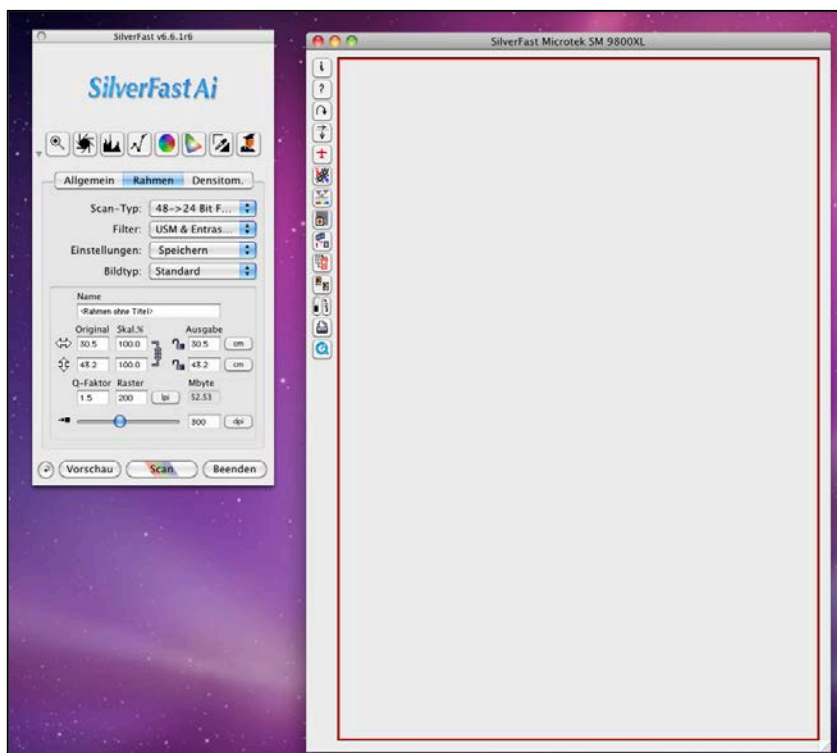 SilverFast v6.6.1r6
SilverFast Microtek SM 9800XL
SilverFast Ai
Allgemein Rahmen Densitom.
Scan-Typ: 48->24 Bit F...
Filter: USM & Entras...
Einstellungen: Speichern
Bildtyp: Standard
Name
<Rahmen ohne Titel>
Original Skal.% Ausgabe
30.5 100.0 30.5 cm
43.2 100.0 43.2 cm
Q-Faktor Raster Mbyte
1.5 200 lpi 52.53
300 dpi
Vorschau Scan Beenden